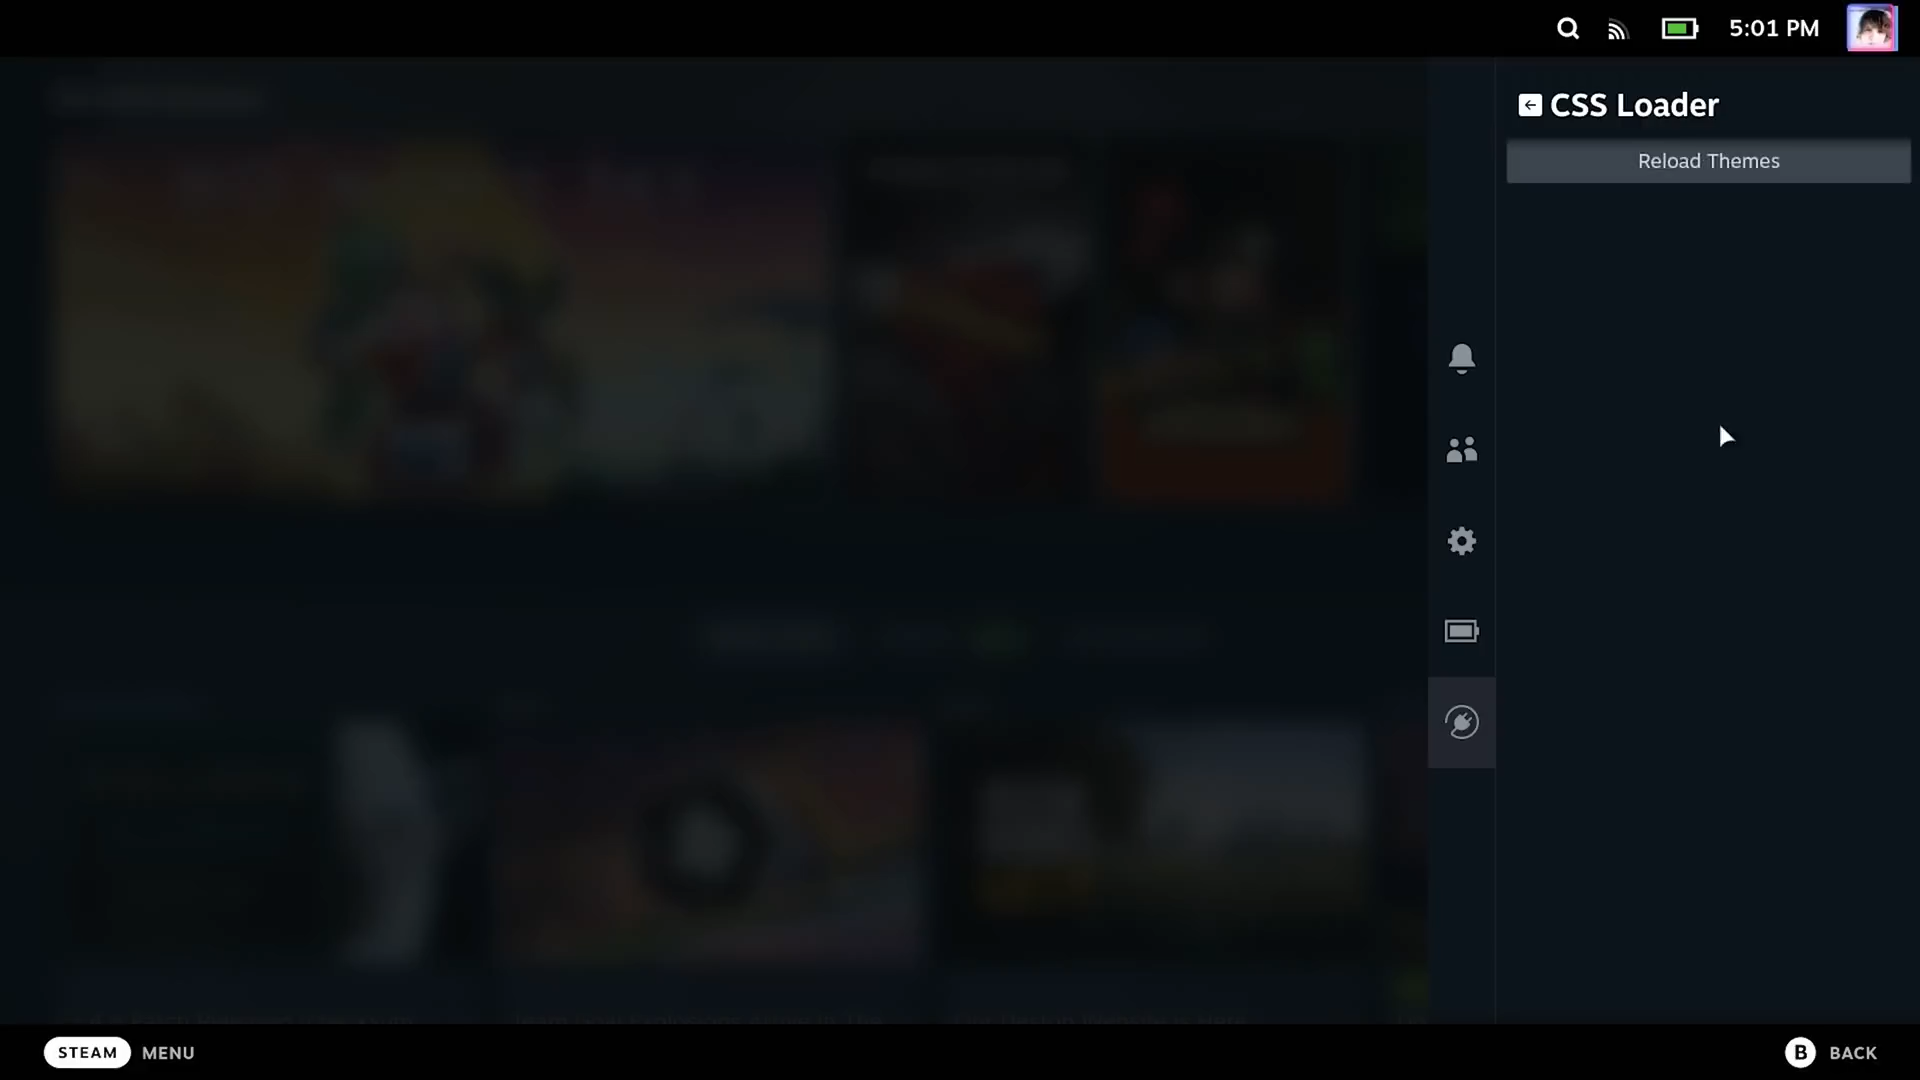 5:01 PM
CSS Loader
Reload Themes
STEAM MENU
B BACK